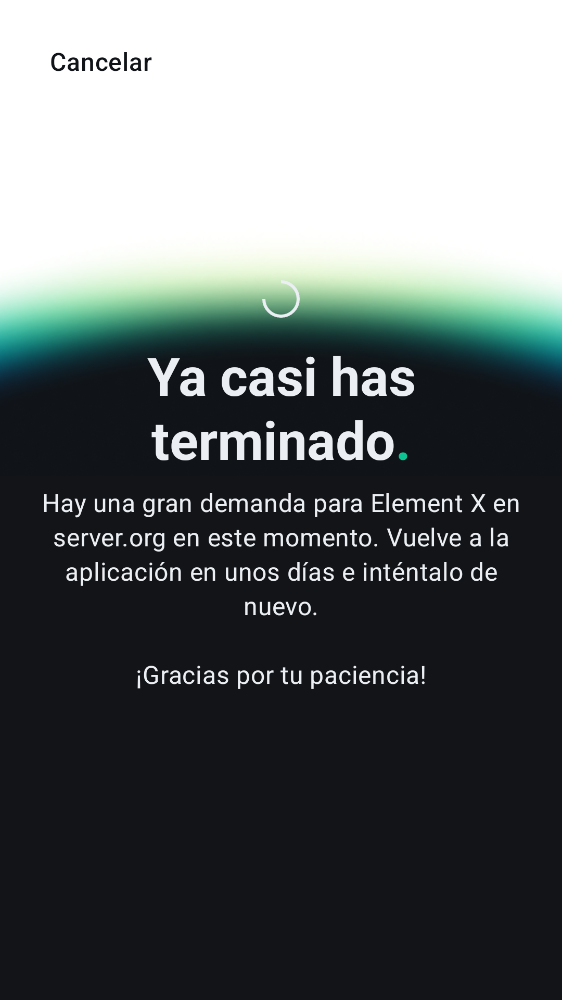 Cancelar
Ya casi has
terminado.
Hay una gran demanda para Element X en
server.org en este momento. Vuelve a la
aplicación en unos días e inténtalo de
nuevo.
¡Gracias por tu paciencia!